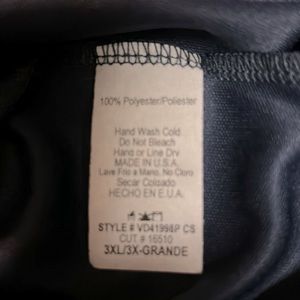 100% Polyester/Poliester
Hand Wash Cold
Do Not Bleach
Hang or Line Dry
MADE IN U.S.A.
Lave Frio a Mano, No Cloro
Secar Colgado
HECHO EN E.U.A.
STYLE # VD41998P CS
CUT # 16510
3XL/3X-GRANDE